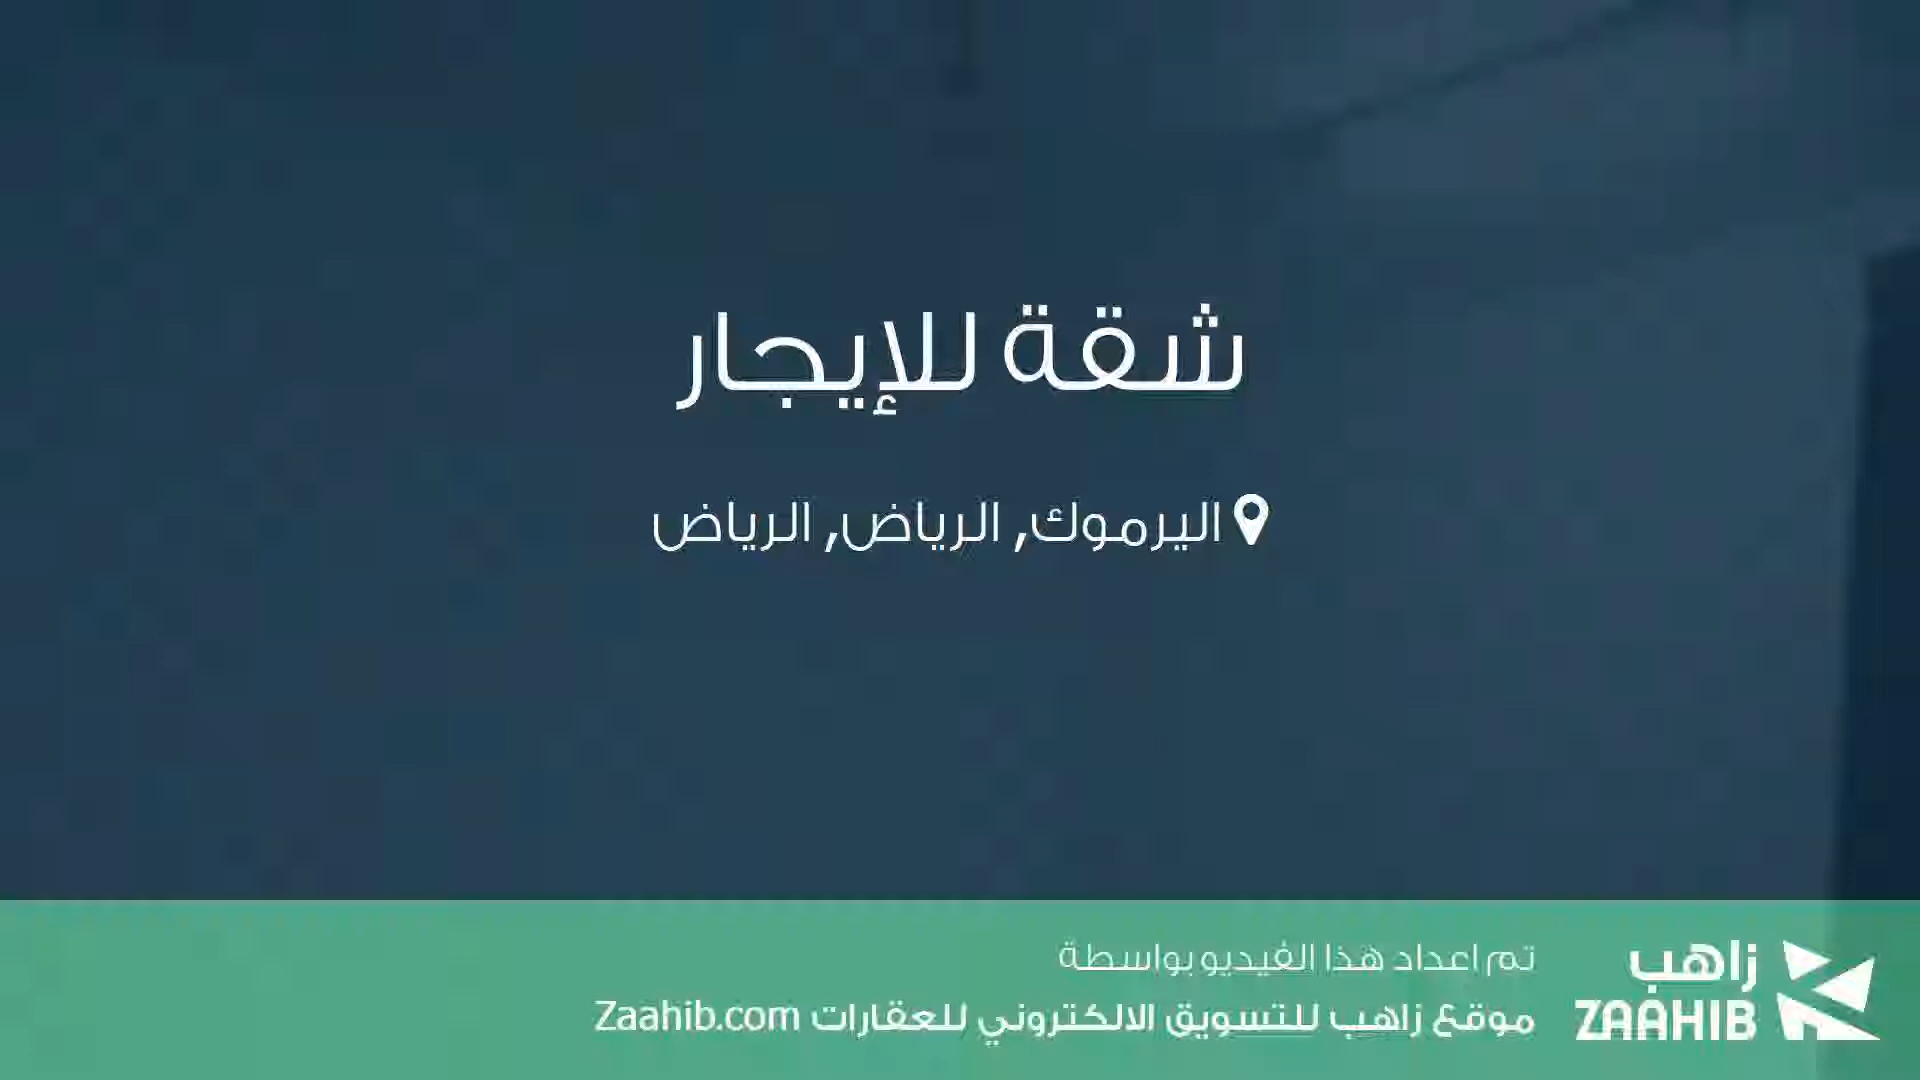 شقة للإيجار
اليرموك, الرياض, الرياض
تم اعداد هذا الفيديو بواسطة
موقع زاهب للتسويق الالكتروني للعقارات Zaahib.com
زاهب
ZAAHIB